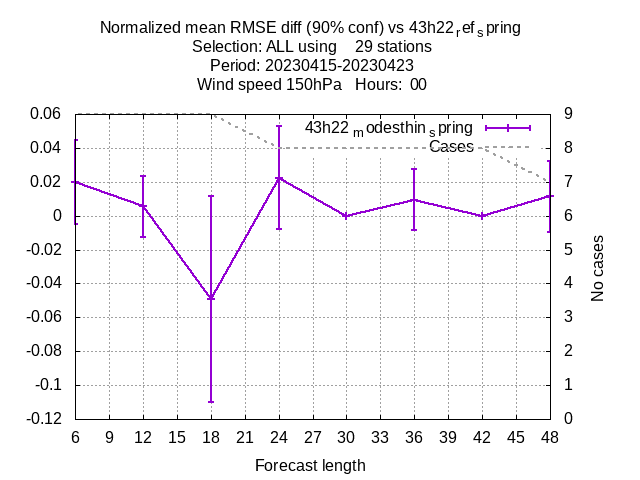 Normalized mean RMSE diff (90% conf) vs 43h22refspring
Selection: ALL using 29 stations
Period: 20230415-20230423
Wind speed 150hPa Hours: 00
43h22modesthinspring
Cases
0.06
0.04
0.02
0
-0.02
-0.04
-0.06
-0.08
-0.1
-0.12
9
8
7
6
5
4
3
2
1
0
No cases
6 9 12 15 18 21 24 27 30 33 36 39 42 45 48
Forecast length